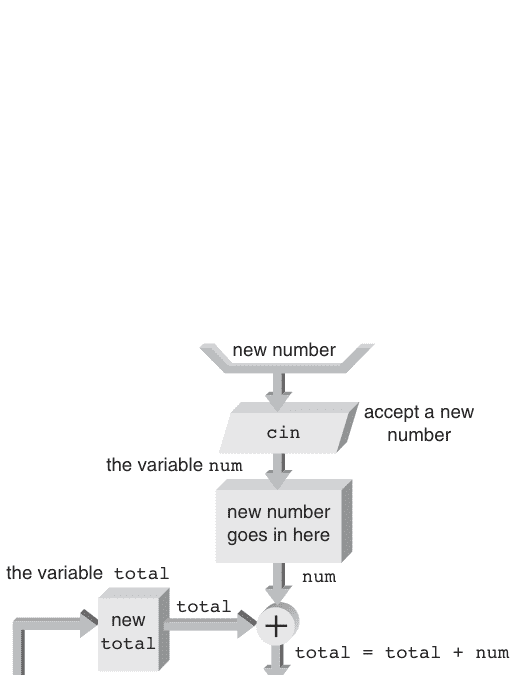 new number
cin
accept a new
number
the variable num
new number
goes in here
num
the variable total
new
total
total
+
total = total + num